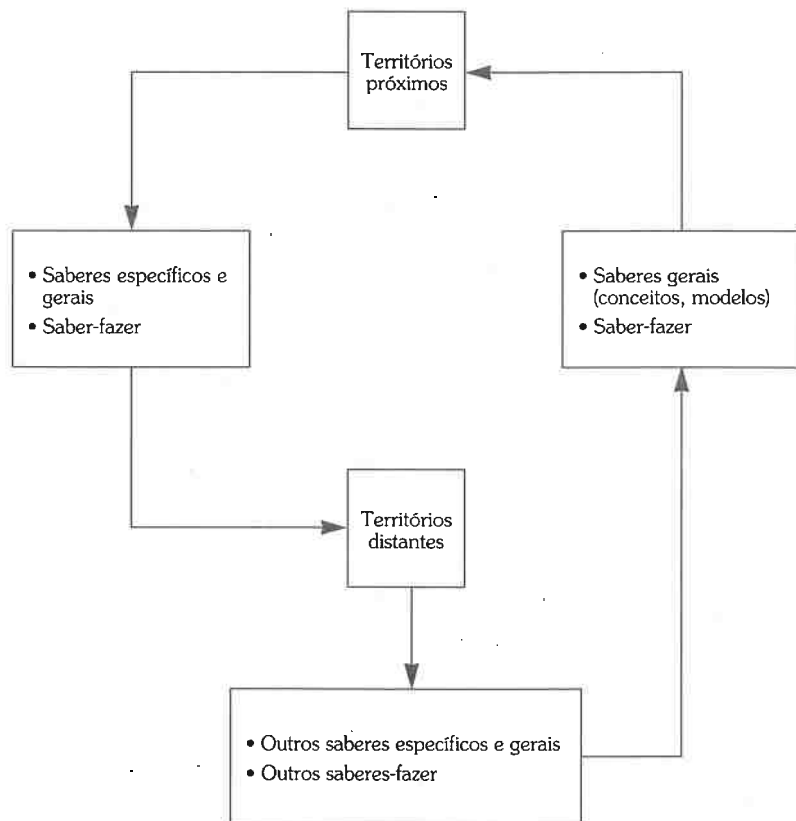 Territórios
próximos
• Saberes específicos e
gerais
• Saber-fazer
• Saberes gerais
(conceitos, modelos)
• Saber-fazer
Territórios
distantes
• Outros saberes específicos e gerais
• Outros saberes-fazer